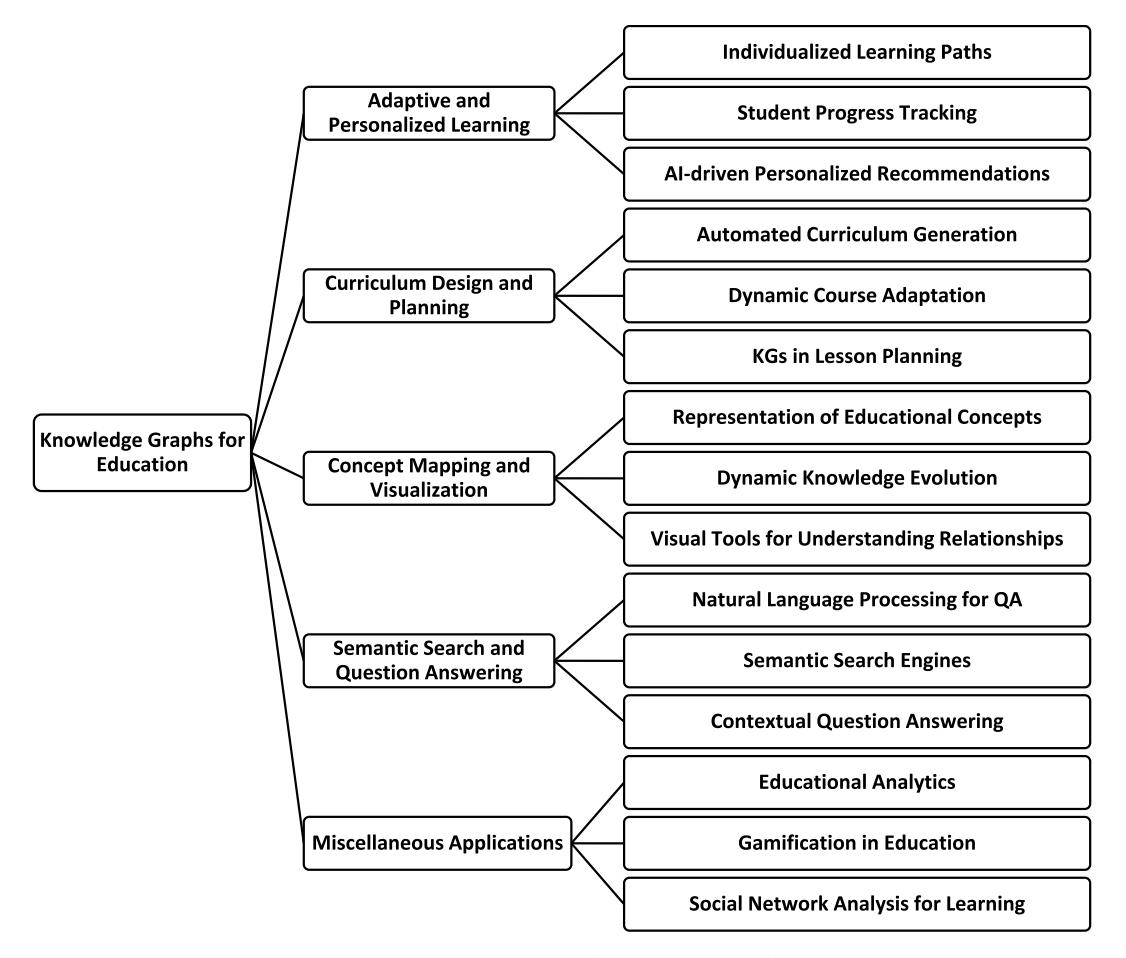 Knowledge Graphs for
Education
Adaptive and
Personalized Learning
Individualized Learning Paths
Student Progress Tracking
AI-driven Personalized Recommendations
Curriculum Design and
Planning
Automated Curriculum Generation
Dynamic Course Adaptation
KGs in Lesson Planning
Concept Mapping and
Visualization
Representation of Educational Concepts
Dynamic Knowledge Evolution
Visual Tools for Understanding Relationships
Semantic Search and
Question Answering
Natural Language Processing for QA
Semantic Search Engines
Contextual Question Answering
Miscellaneous Applications
Educational Analytics
Gamification in Education
Social Network Analysis for Learning